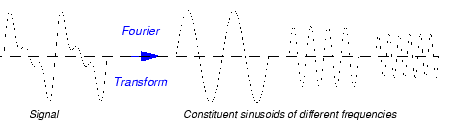 Fourier
Transform
Signal
Constituent sinusoids of different frequencies